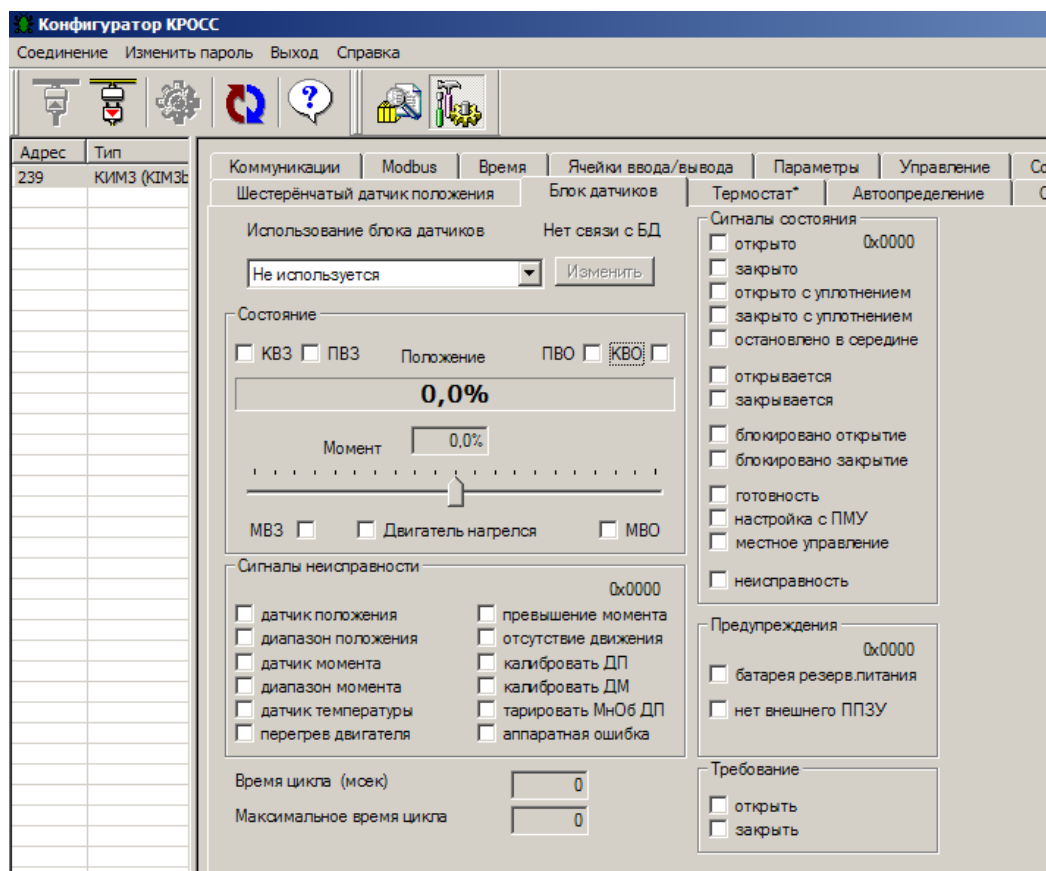 Конфигуратор КРОСС
Соединение Изменить пароль Выход Справка
Адрес Тип
239 КИМ3 (KIM3b
Коммуникации Modbus Время Ячейки ввода/вывода Параметры Управление Со
Шестерёнчатый датчик положения Блок датчиков Термостат* Автоопределение
Использование блока датчиков Нет связи с БД
Не используется Изменить
Состояние
КВЗ ПВЗ Положение ПВО КВО
0,0%
Момент 0,0%
МВЗ Двигатель нагрелся МВО
Сигналы неисправности
0x0000
датчик положения превышение момента
диапазон положения отсутствие движения
датчик момента калибровать ДП
диапазон момента калибровать ДМ
датчик температуры тарировать МнОб ДП
перегрев двигателя аппаратная ошибка
Время цикла (мсек) 0
Максимальное время цикла 0
Сигналы состояния
открыто 0x0000
закрыто
открыто с уплотнением
закрыто с уплотнением
остановлено в середине
открывается
закрывается
блокировано открытие
блокировано закрытие
готовность
настройка с ПМУ
местное управление
неисправность
Предупреждения
0x0000
батарея резерв.питания
нет внешнего ППЗУ
Требование
открыть
закрыть